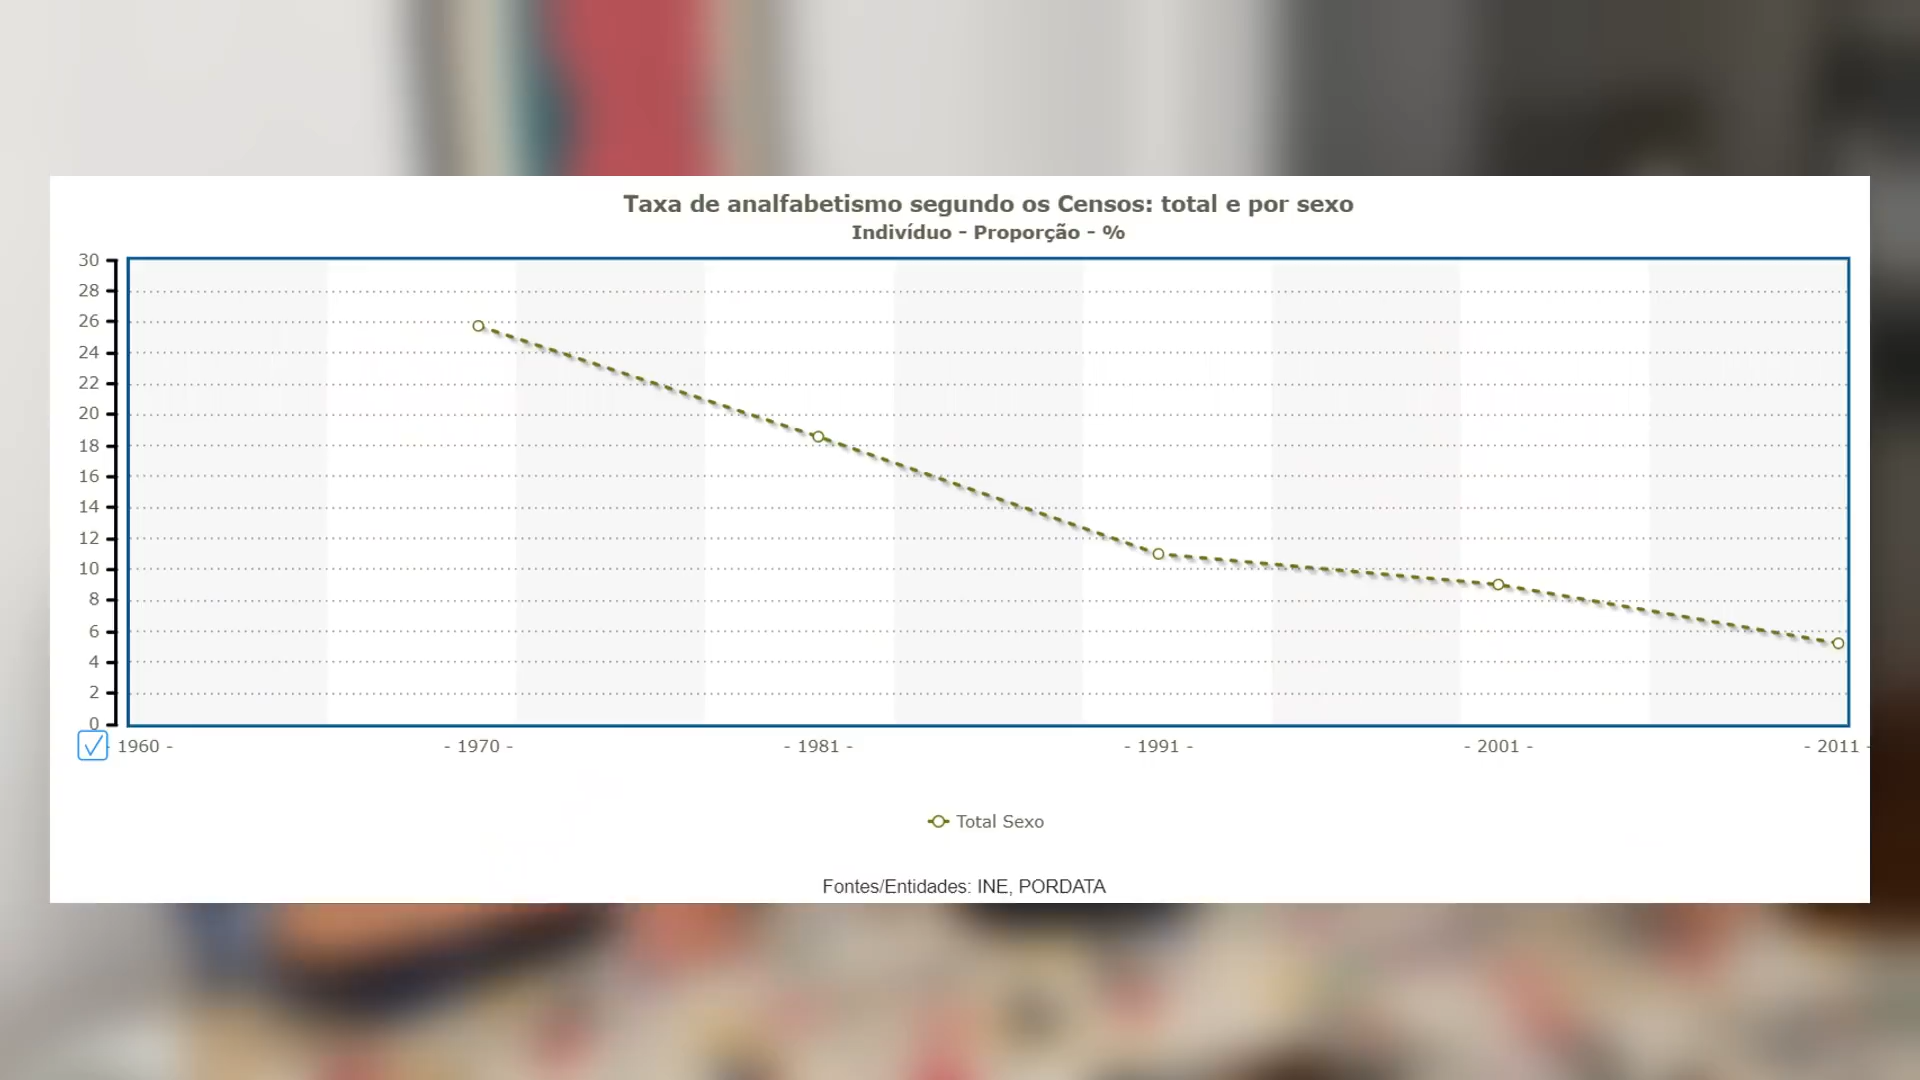 Taxa de analfabetismo segundo os Censos: total e por sexo
Indivíduo - Proporção - %
30
28
26
24
22
20
18
16
14
12
10
8
6
4
2
0
- 1960 -
- 1970 -
- 1981 -
- 1991 -
- 2001 -
- 2011 -
Total Sexo
Fontes/Entidades: INE, PORDATA